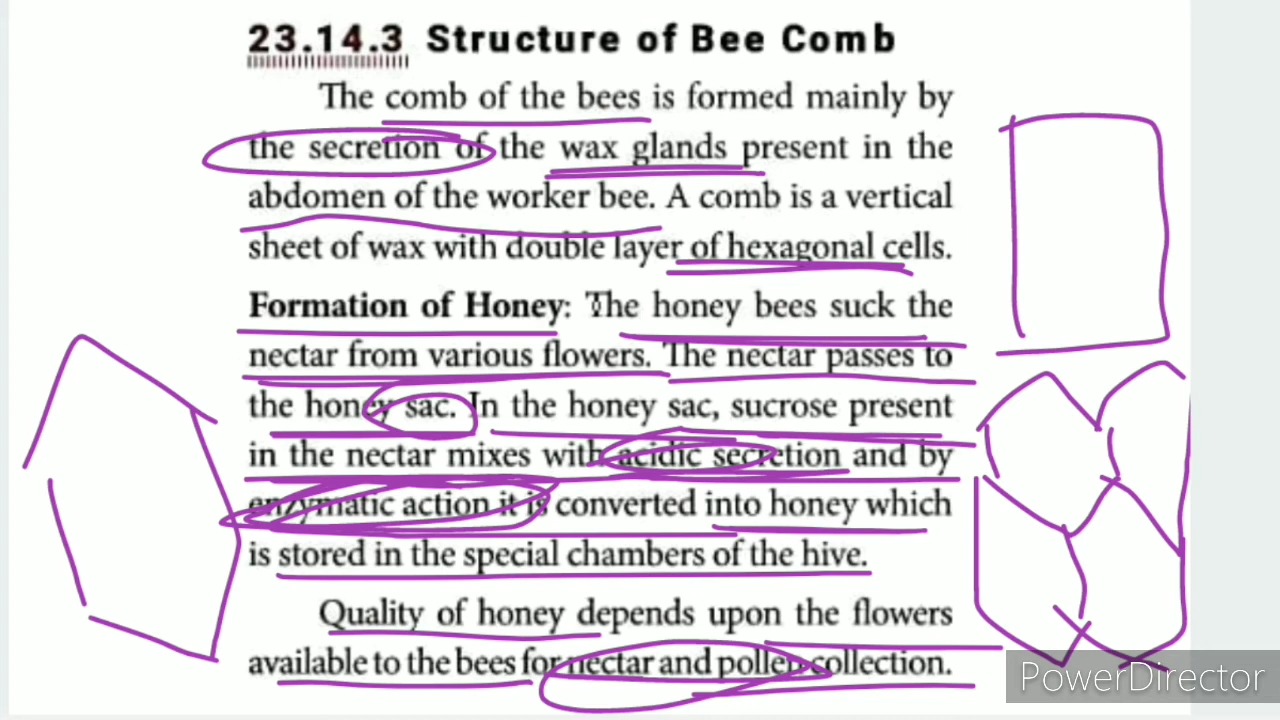 23.14.3 Structure of Bee Comb
The comb of the bees is formed mainly by
the secretion of the wax glands present in the
abdomen of the worker bee. A comb is a vertical
sheet of wax with double layer of hexagonal cells.
Formation of Honey: The honey bees suck the
nectar from various flowers. The nectar passes to
the honey sac. In the honey sac, sucrose present
in the nectar mixes with acidic secretion and by
enzymatic action it is converted into honey which
is stored in the special chambers of the hive.
Quality of honey depends upon the flowers
available to the bees for nectar and pollen collection.
PowerDirector